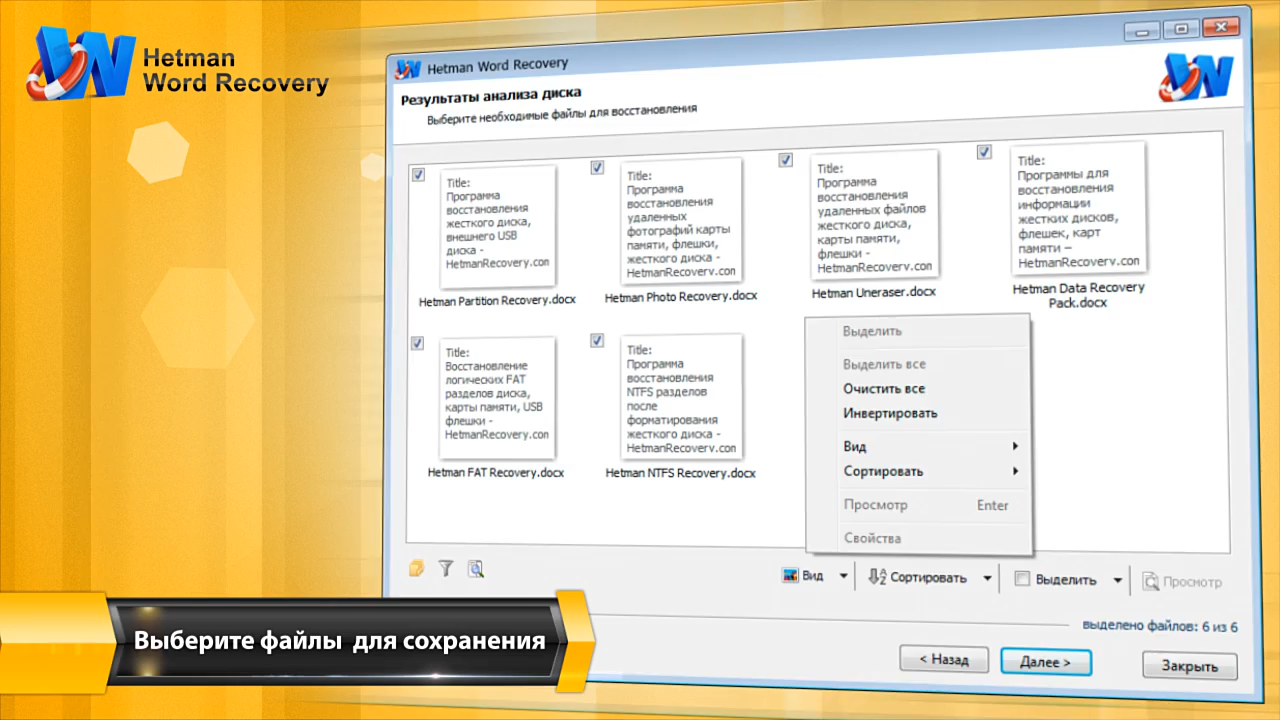 Hetman
Word Recovery
Hetman Word Recovery
Результаты анализа диска
Выберите необходимые файлы для восстановления
Title:
Программа
восстановления
жесткого диска,
внешнего USB
диска -
HetmanRecovery.con
Hetman Partition Recovery.docx
Title:
Программа
восстановления
удаленных
фотографий карты
памяти, флешки,
жесткого диска -
HetmanRecovery.con
Hetman Photo Recovery.docx
Title:
Программа
восстановления
удаленных файлов
жесткого диска,
карты памяти,
флешки -
HetmanRecovery.con
Hetman Uneraser.docx
Title:
Программы для
восстановления
информации
жестких дисков,
флешек, карт
памяти –
HetmanRecovery.con
Hetman Data Recovery
Pack.docx
Title:
Восстановление
логических FAT
разделов диска,
карты памяти, USB
флешки -
HetmanRecovery.con
Hetman FAT Recovery.docx
Title:
Программа
восстановления
NTFS разделов
после
форматирования
жесткого диска -
HetmanRecovery.con
Hetman NTFS Recovery.docx
Выделить
Выделить все
Очистить все
Инвертировать
Вид
Сортировать
Просмотр Enter
Свойства
Вид Сортировать Выделить Просмотр
выделено файлов: 6 из 6
< Назад Далее > Закрыть
Выберите файлы для сохранения